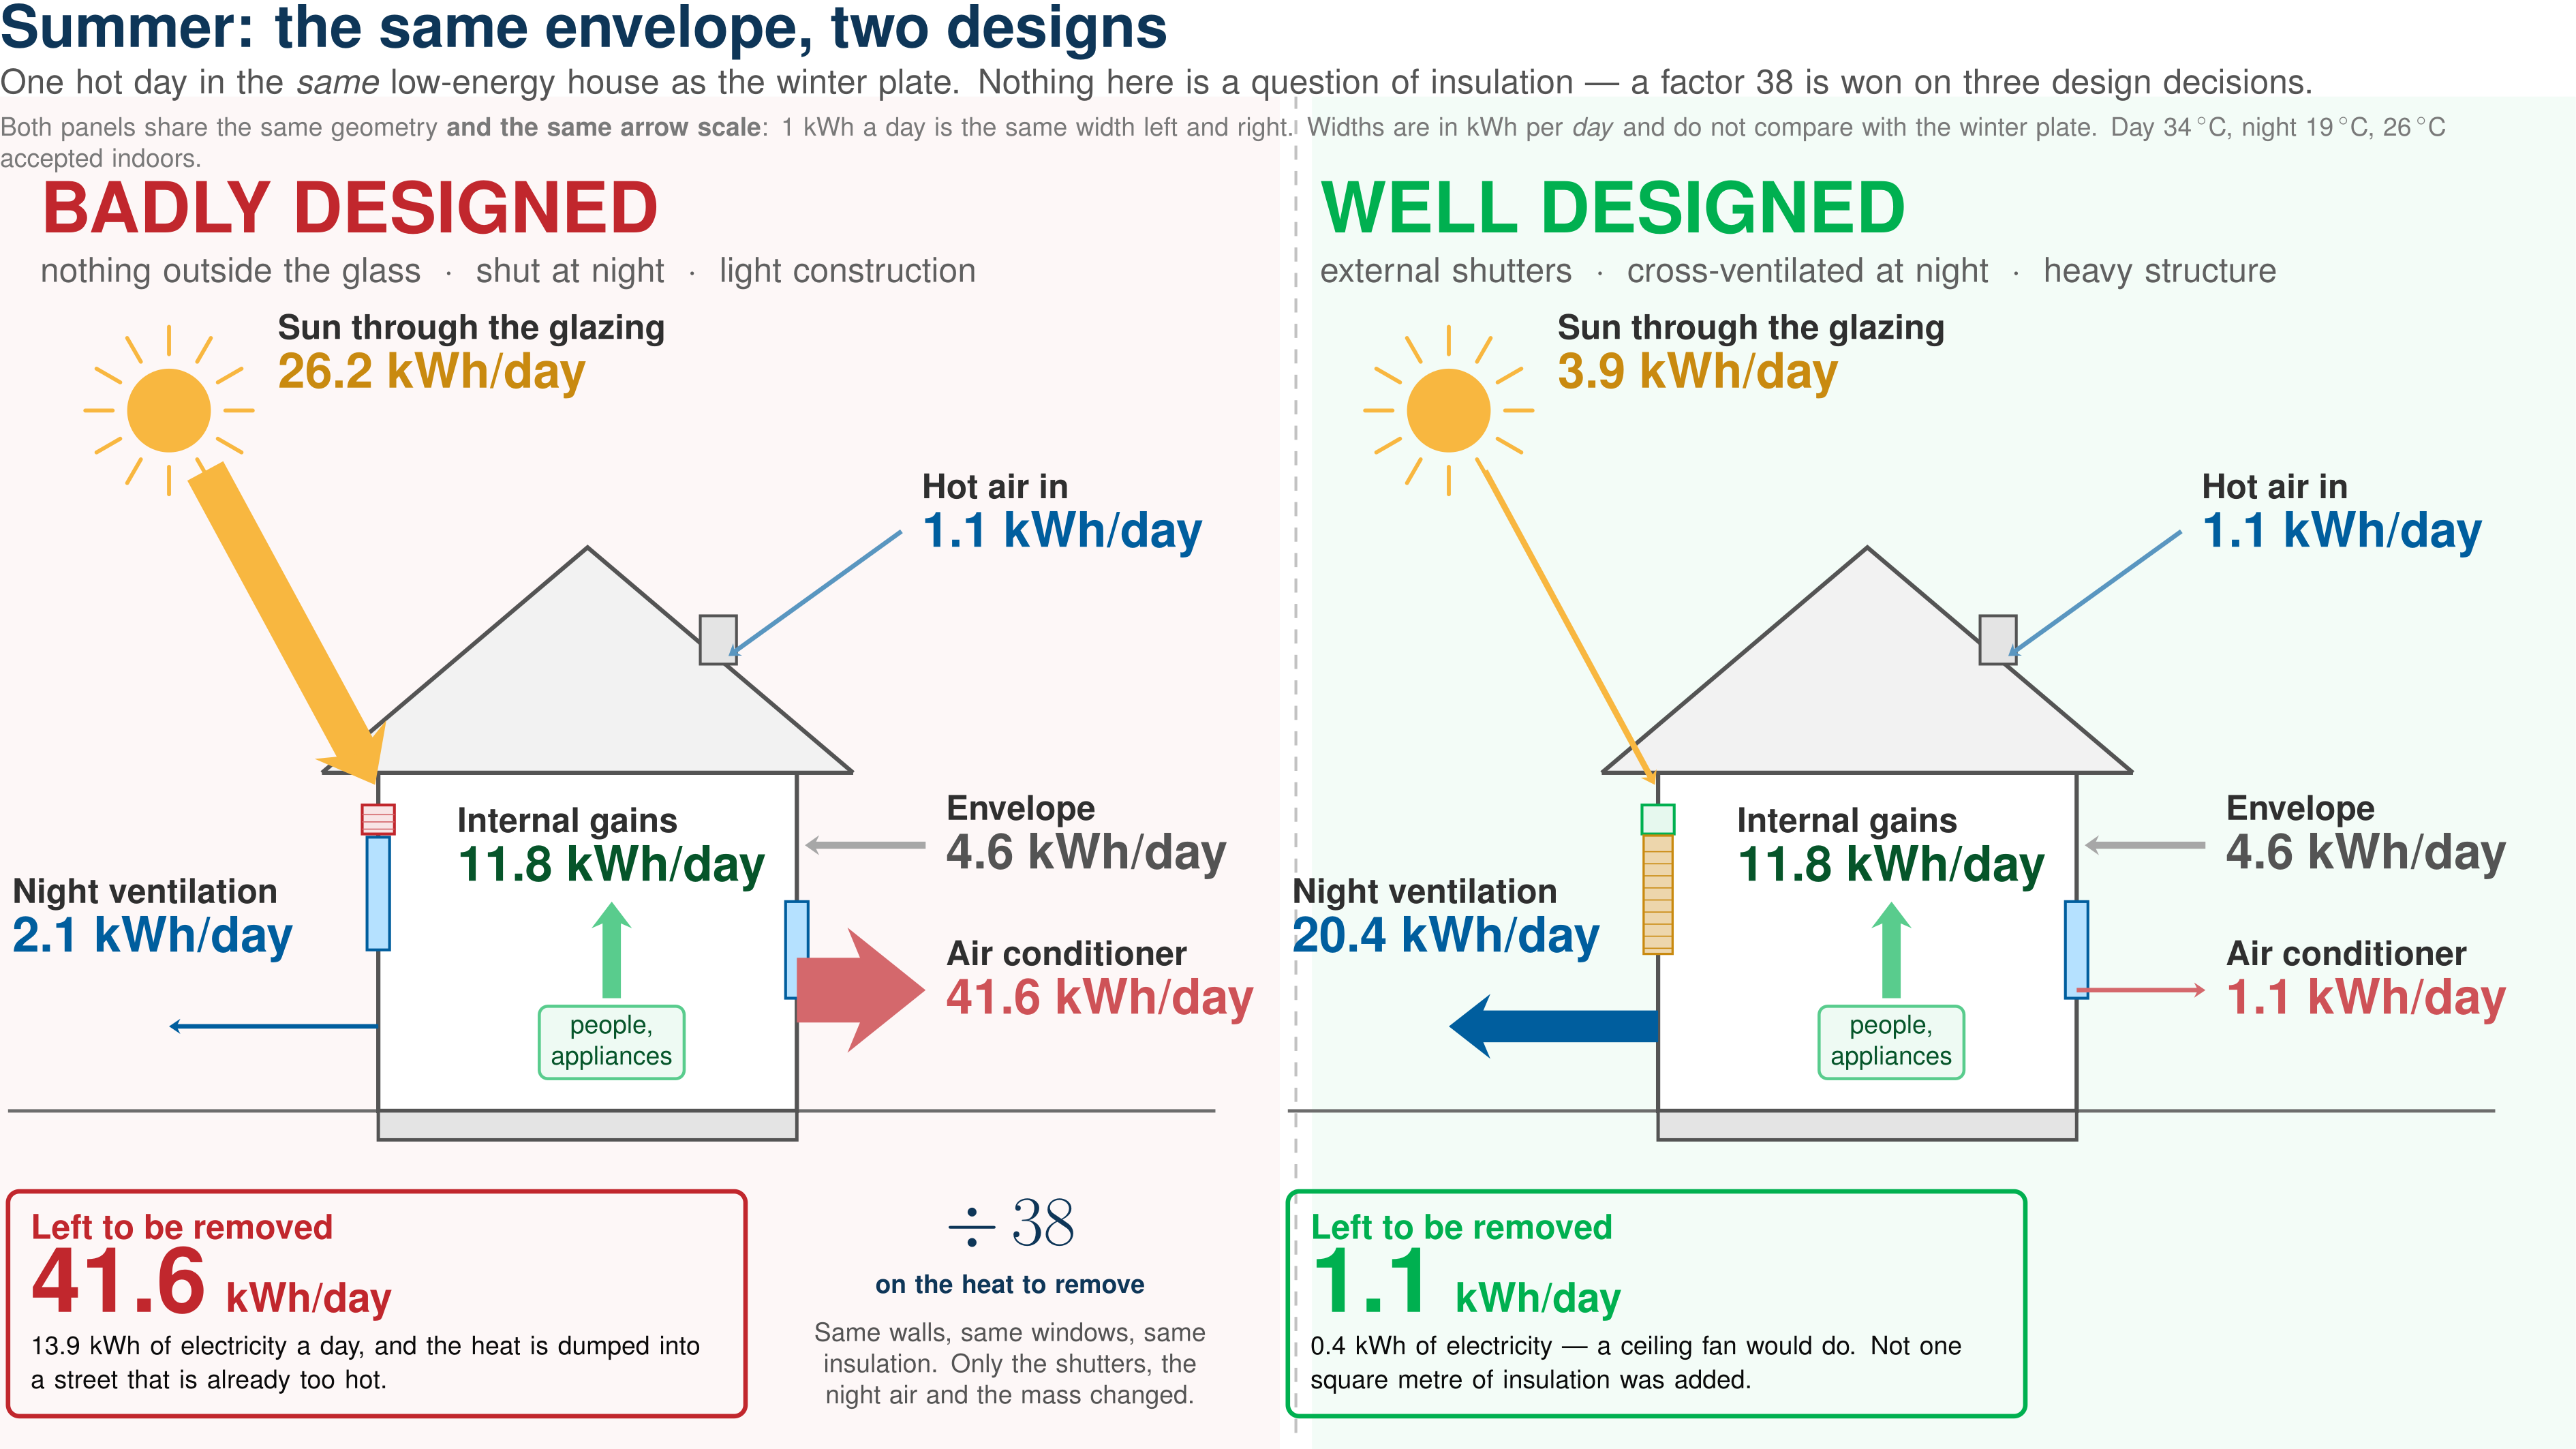 Summer: the same envelope, two designs
One hot day in the same low-energy house as the winter plate. Nothing here is a question of insulation — a factor 38 is won on three design decisions.
Both panels share the same geometry and the same arrow scale: 1 kWh a day is the same width left and right. Widths are in kWh per day and do not compare with the winter plate. Day 34 °C, night 19 °C, 26 °C
accepted indoors.
BADLY DESIGNED
nothing outside the glass · shut at night · light construction
Sun through the glazing
26.2 kWh/day
Hot air in
1.1 kWh/day
Internal gains
11.8 kWh/day
Envelope
4.6 kWh/day
Night ventilation
2.1 kWh/day
Air conditioner
41.6 kWh/day
people,
appliances
Left to be removed
41.6 kWh/day
13.9 kWh of electricity a day, and the heat is dumped into
a street that is already too hot.
÷ 38
on the heat to remove
Same walls, same windows, same
insulation. Only the shutters, the
night air and the mass changed.
WELL DESIGNED
external shutters · cross-ventilated at night · heavy structure
Sun through the glazing
3.9 kWh/day
Hot air in
1.1 kWh/day
Internal gains
11.8 kWh/day
Envelope
4.6 kWh/day
Night ventilation
20.4 kWh/day
Air conditioner
1.1 kWh/day
people,
appliances
Left to be removed
1.1 kWh/day
0.4 kWh of electricity — a ceiling fan would do. Not one
square metre of insulation was added.